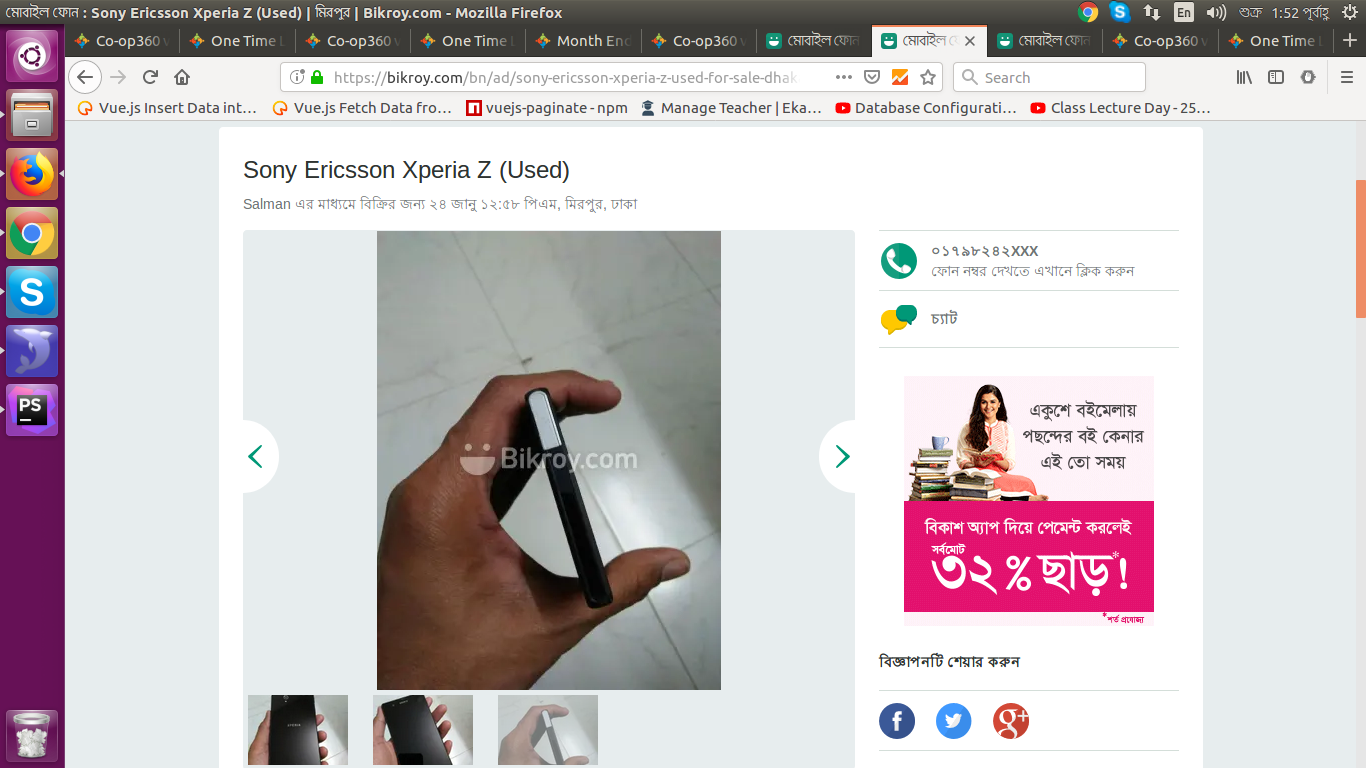 মোবাইল ফোন : Sony Ericsson Xperia Z (Used) | মিরপুর | Bikroy.com - Mozilla Firefox
En
শুক্র 1:52 পূর্বাহ্ণ
Co-op360 v
One Time L
Co-op360 v
One Time L
Month End
Co-op360 v
মোবাইল ফোন
মোবাইল ফো
মোবাইল ফোন
Co-op360 v
One Time L
https://bikroy.com/bn/ad/sony-ericsson-xperia-z-used-for-sale-dhak
Search
Vue.js Insert Data int…
Vue.js Fetch Data fro…
vuejs-paginate - npm
Manage Teacher | Eka…
Database Configurati…
Class Lecture Day - 25…
Sony Ericsson Xperia Z (Used)
Salman এর মাধ্যমে বিক্রির জন্য ২৪ জানু ১২:৫৮ পিএম, মিরপুর, ঢাকা
০১৭৯৮২৪২XXX
ফোন নম্বর দেখতে এখানে ক্লিক করুন
চ্যাট
Bikroy.com
একুশে বইমেলায়
পছন্দের বই কেনার
এই তো সময়
বিকাশ অ্যাপ দিয়ে পেমেন্ট করলেই
সর্বমোট
৩২% ছাড়*!
*শর্ত প্রযোজ্য
বিজ্ঞাপনটি শেয়ার করুন
f
g+
S
PS
XPERIA